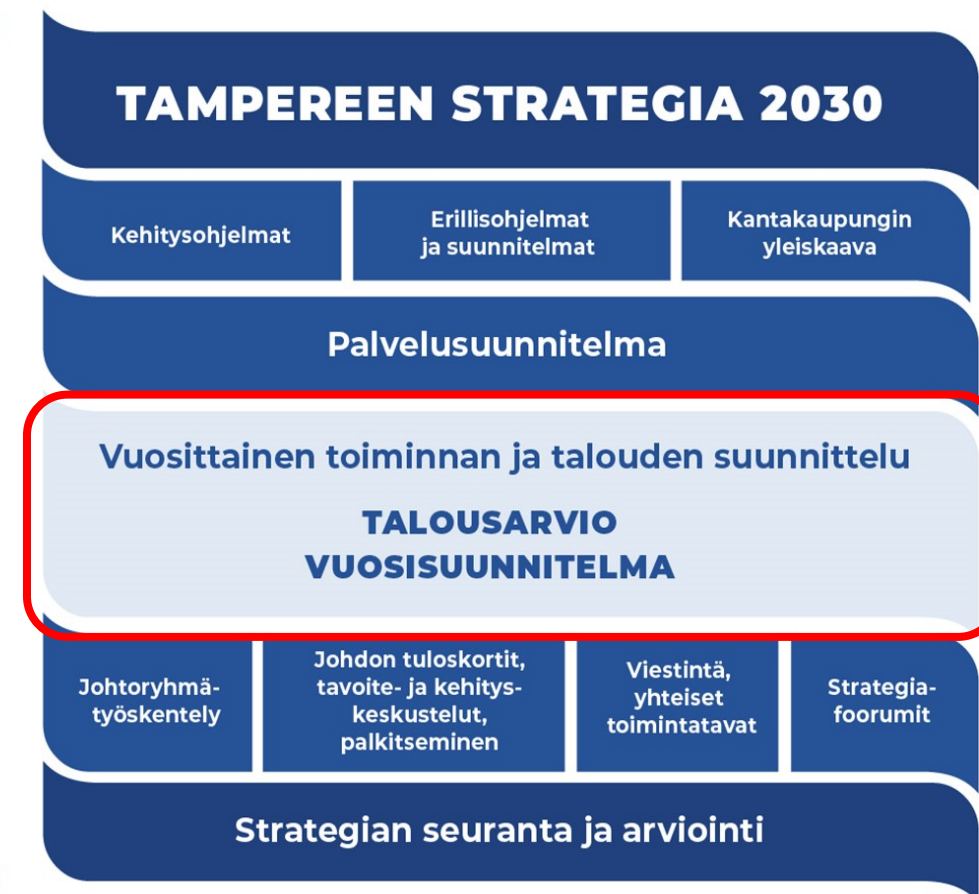 TAMPEREEN STRATEGIA 2030
Kehitysohjelmat
Erillisohjelmat
ja suunnitelmat
Kantakaupungin
yleiskaava
Palvelusuunnitelma
Vuosittainen toiminnan ja talouden suunnittelu
TALOUSARVIO
VUOSISUUNNITELMA
Johtoryhmä-
työskentely
Johdon tuloskortit,
tavoite- ja kehitys-
keskustelut,
palkitseminen
Viestintä,
yhteiset
toimintatavat
Strategia-
foorumit
Strategian seuranta ja arviointi